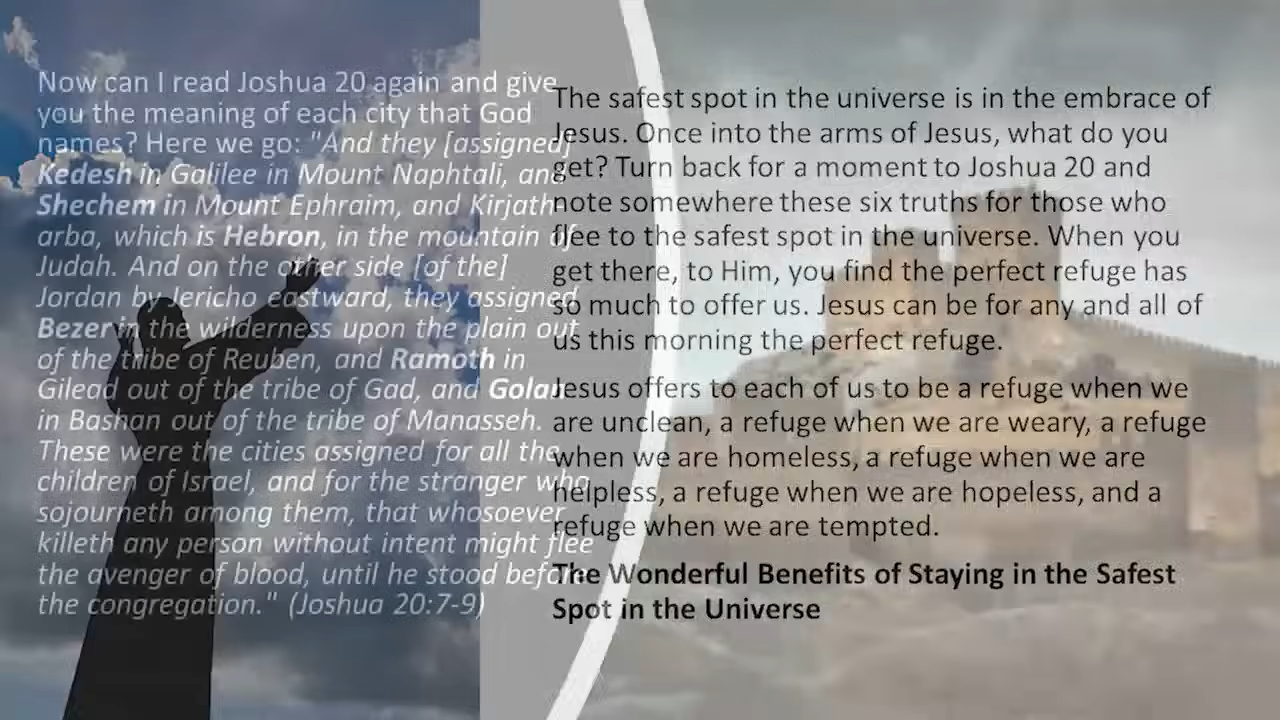 Now can I read Joshua 20 again and give
you the meaning of each city that God
names? Here we go: "And they [assigned]
Kedesh in Galilee in Mount Naphtali, and
Shechem in Mount Ephraim, and Kirjath-
arba, which is Hebron, in the mountain of
Judah. And on the other side [of the]
Jordan by Jericho eastward, they assigned
Bezer in the wilderness upon the plain out
of the tribe of Reuben, and Ramoth in
Gilead out of the tribe of Gad, and Golan
in Bashan out of the tribe of Manasseh.
These were the cities assigned for all the
children of Israel, and for the stranger who
sojourneth among them, that whosoever
killeth any person without intent might flee
the avenger of blood, until he stood before
the congregation." (Joshua 20:7-9)
The safest spot in the universe is in the embrace of
Jesus. Once into the arms of Jesus, what do you
get? Turn back for a moment to Joshua 20 and
note somewhere these six truths for those who
flee to the safest spot in the universe. When you
get there, to Him, you find the perfect refuge has
so much to offer us. Jesus can be for any and all of
us this morning the perfect refuge.
Jesus offers to each of us to be a refuge when we
are unclean, a refuge when we are weary, a refuge
when we are homeless, a refuge when we are
helpless, a refuge when we are hopeless, and a
refuge when we are tempted.
The Wonderful Benefits of Staying in the Safest
Spot in the Universe